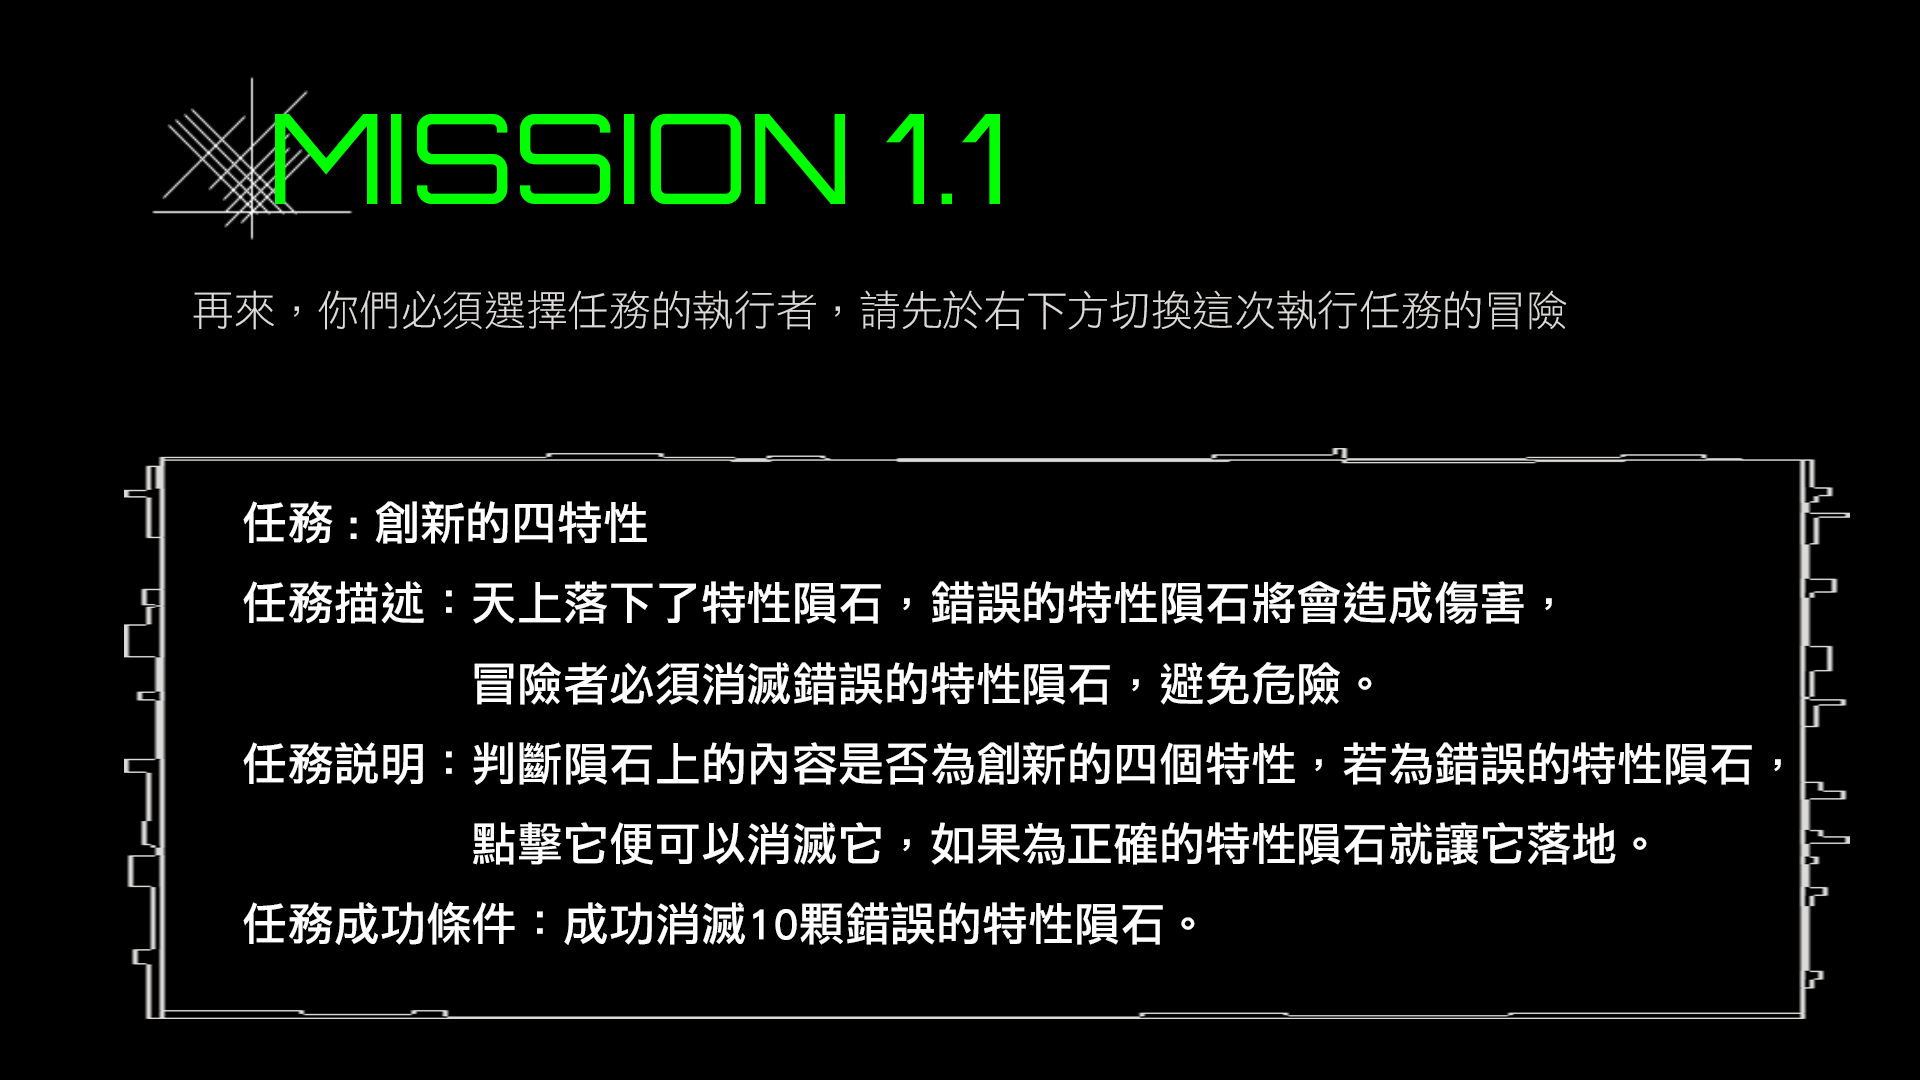 MISSION 1.1
再來，你們必須選擇任務的執行者，請先於右下方切換這次執行任務的冒險
任務 : 創新的四特性
任務描述：天上落下了特性隕石，錯誤的特性隕石將會造成傷害，
冒險者必須消滅錯誤的特性隕石，避免危險。
任務説明：判斷隕石上的內容是否為創新的四個特性，若為錯誤的特性隕石，
點擊它便可以消滅它，如果為正確的特性隕石就讓它落地。
任務成功條件：成功消滅10顆錯誤的特性隕石。